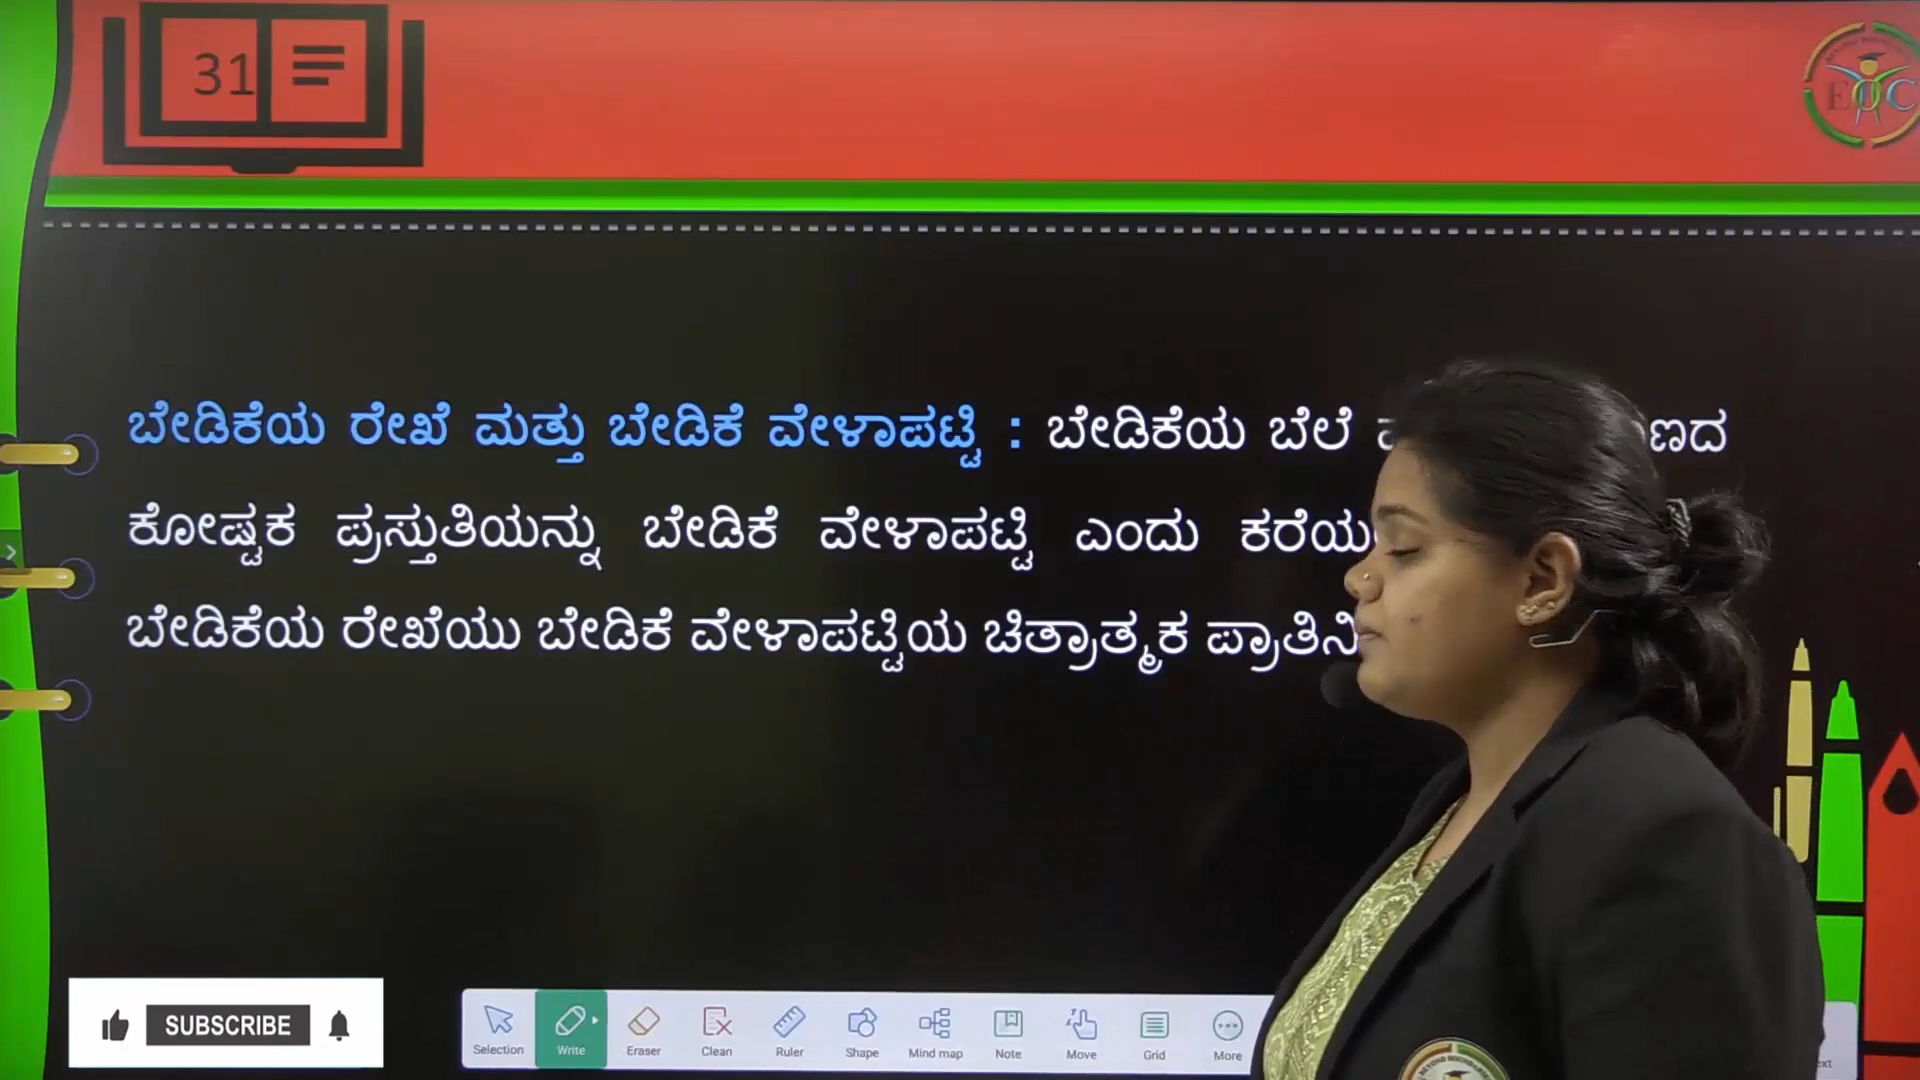 31
EOC
ಬೇಡಿಕೆಯ ರೇಖೆ ಮತ್ತು ಬೇಡಿಕೆ ವೇಳಾಪಟ್ಟಿ : ಬೇಡಿಕೆಯ ಬೆಲೆ
ಕೋಷ್ಟಕ ಪ್ರಸ್ತುತಿಯನ್ನು ಬೇಡಿಕೆ ವೇಳಾಪಟ್ಟಿ ಎಂದು
ಬೇಡಿಕೆಯ ರೇಖೆಯು ಬೇಡಿಕೆ ವೇಳಾಪಟ್ಟಿಯ ಚಿತ್ರಾತ್ಮಕ
SUBSCRIBE
Selection Write Eraser Clean Ruler Shape Mind map Note Move Grid More